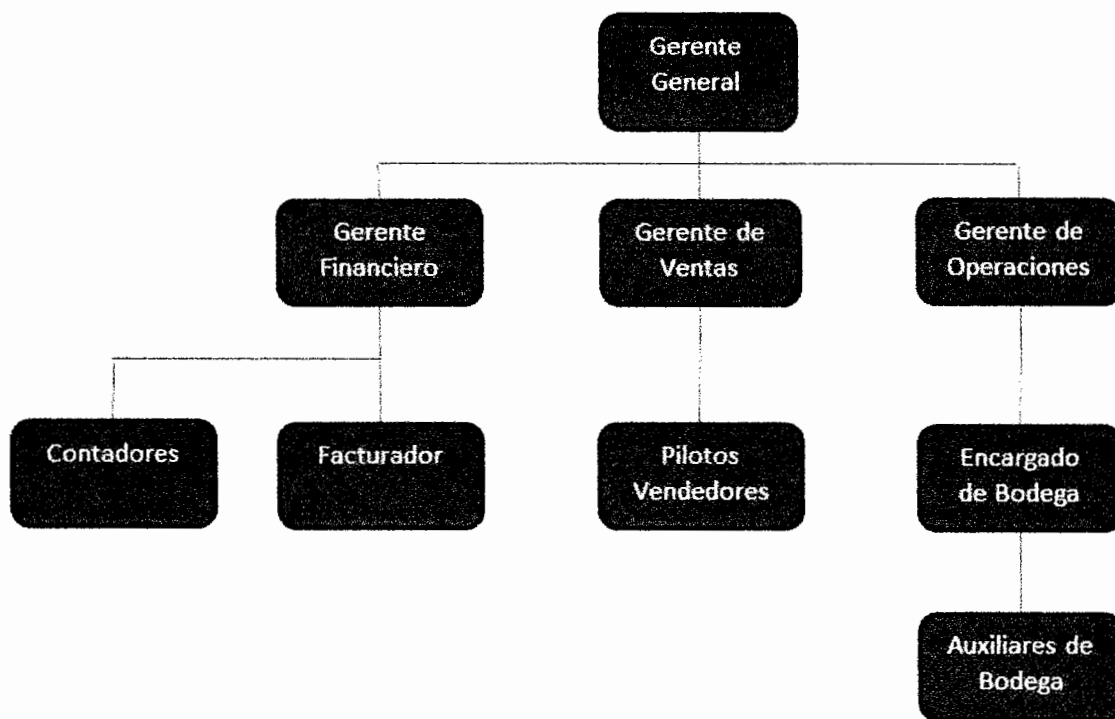 Gerente
General
Gerente
Financiero
Gerente de
Ventas
Gerente de
Operaciones
Contadores
Facturador
Pilotos
Vendedores
Encargado
de Bodega
Auxiliares de
Bodega